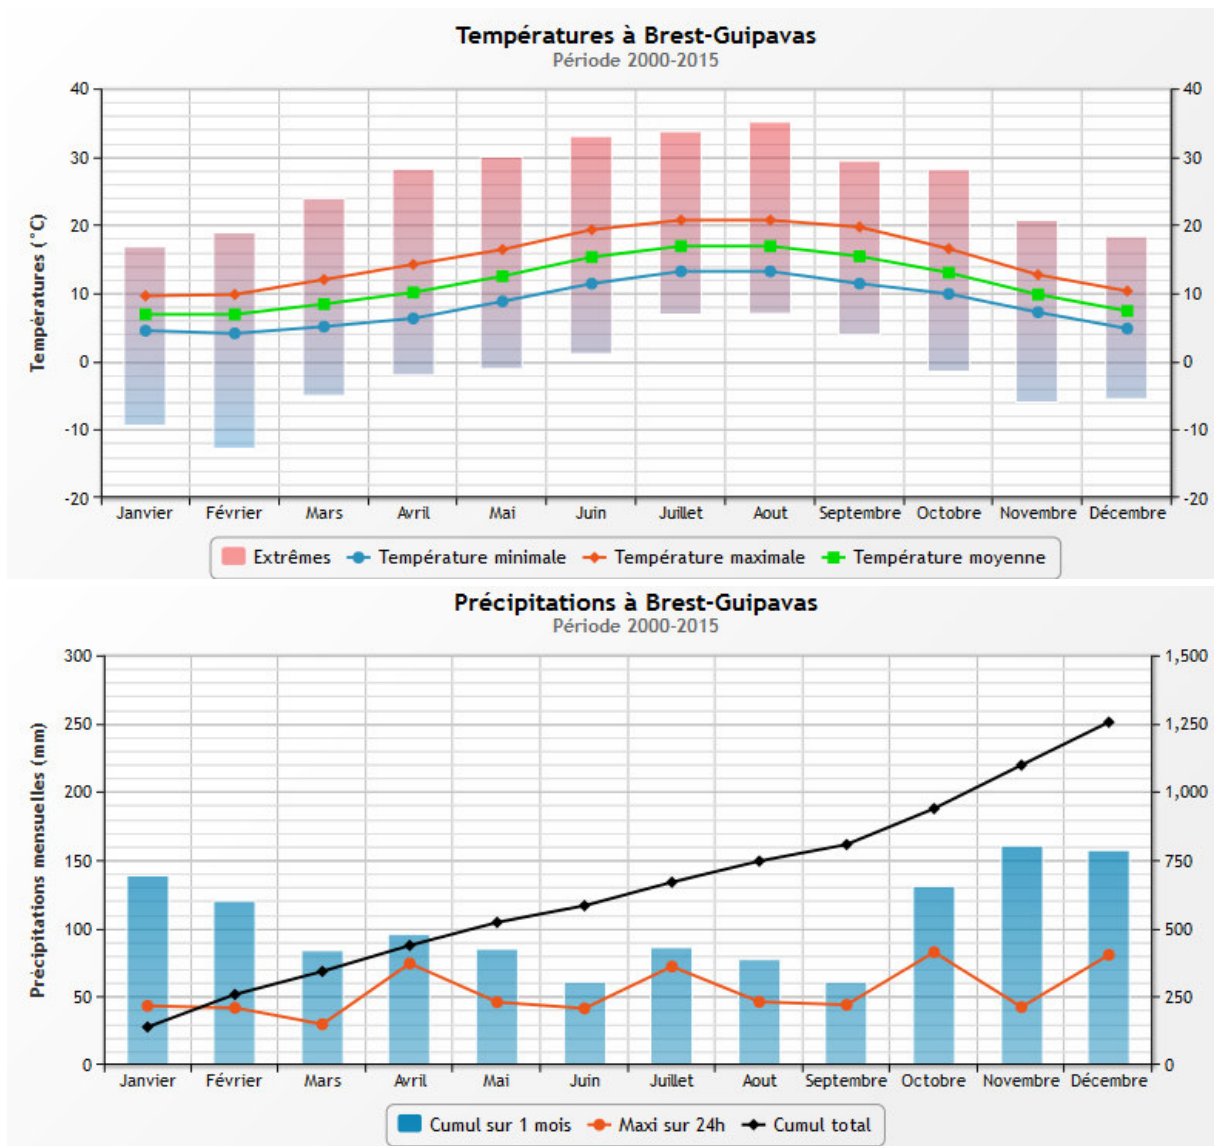 Températures à Brest-Guipavas
Période 2000-2015
Températures (°C)
40
30
20
10
0
-10
-20
40
30
20
10
0
-10
-20
Janvier Février Mars Avril Mai Juin Juillet Aout Septembre Octobre Novembre Décembre
Extrêmes Température minimale Température maximale Température moyenne
Précipitations à Brest-Guipavas
Période 2000-2015
Précipitations mensuelles (mm)
300
250
200
150
100
50
0
1,500
1,250
1,000
750
500
250
0
Janvier Février Mars Avril Mai Juin Juillet Aout Septembre Octobre Novembre Décembre
Cumul sur 1 mois Maxi sur 24h Cumul total